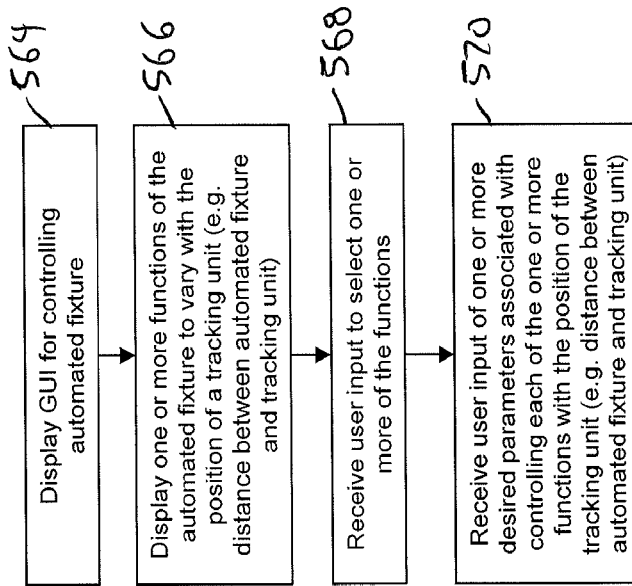 564
Display GUI for controlling
automated fixture
566
Display one or more functions of the
automated fixture to vary with the
position of a tracking unit (e.g.
distance between automated fixture
and tracking unit)
568
Receive user input to select one or
more of the functions
570
Receive user input of one or more
desired parameters associated with
controlling each of the one or more
functions with the position of the
tracking unit (e.g. distance between
automated fixture and tracking unit)